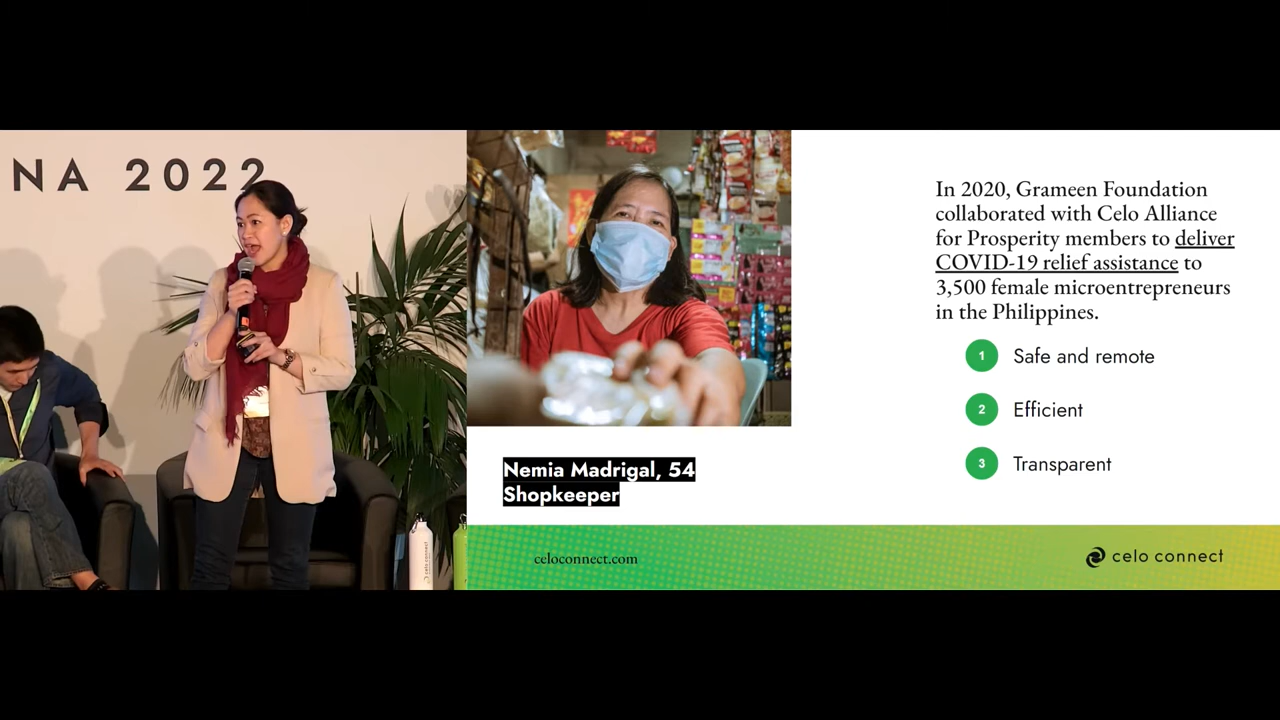 NA 2022
In 2020, Grameen Foundation
collaborated with Celo Alliance
for Prosperity members to deliver
COVID-19 relief assistance to
3,500 female microentrepreneurs
in the Philippines.
1 Safe and remote
2 Efficient
3 Transparent
Nemia Madrigal, 54
Shopkeeper
celoconnect.com
celo connect
celo connect